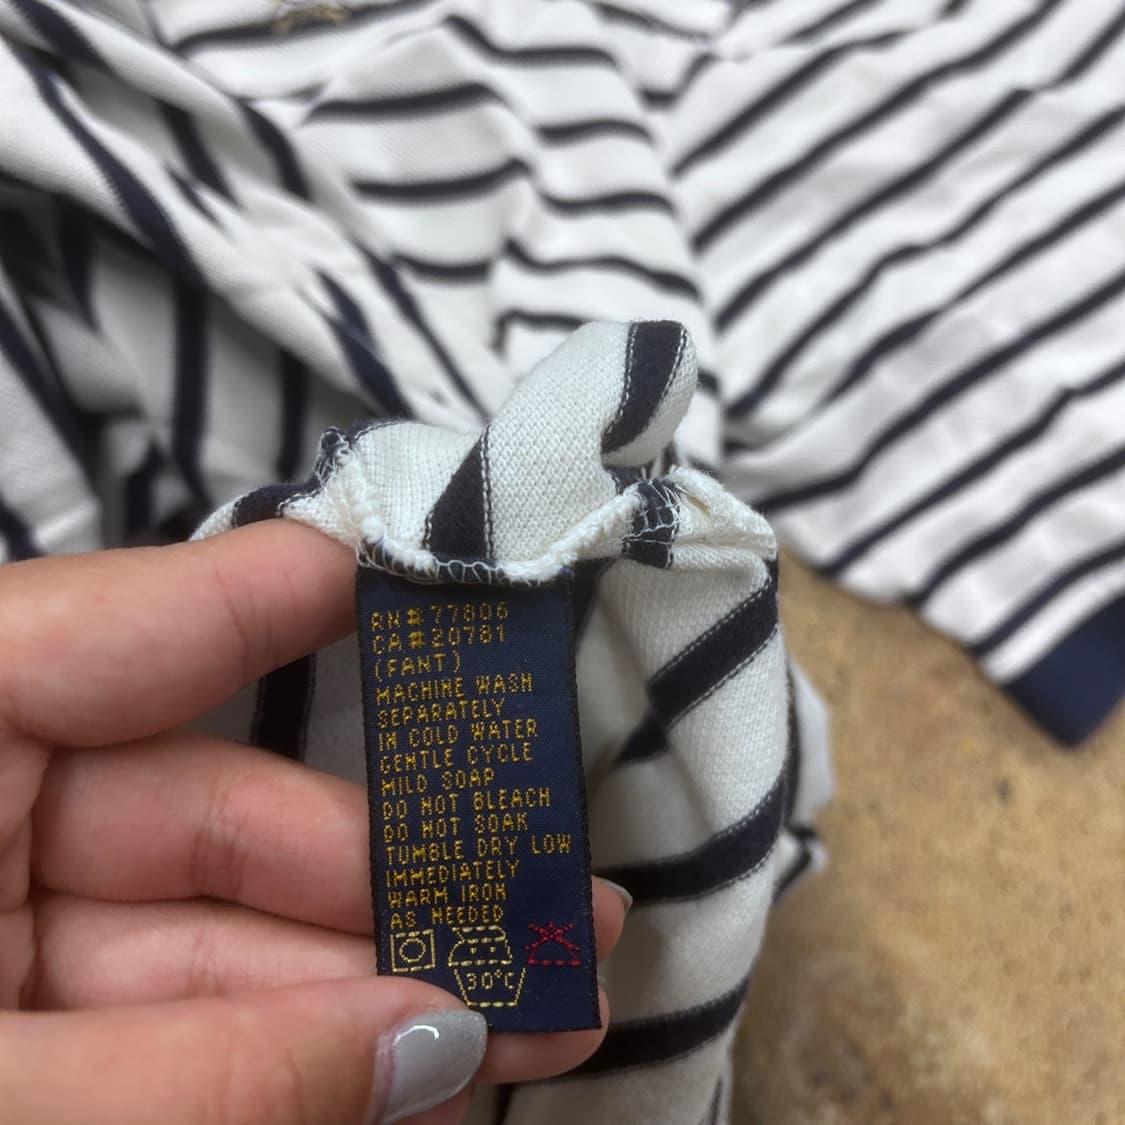 RN#77806
CA#20781
(FANT)
MACHINE WASH
SEPARATELY
IN COLD WATER
GENTLE CYCLE
MILD SOAP
DO NOT BLEACH
DO NOT SOAK
TUMBLE DRY LOW
IMMEDIATELY
WARM IRON
AS NEEDED
30°C